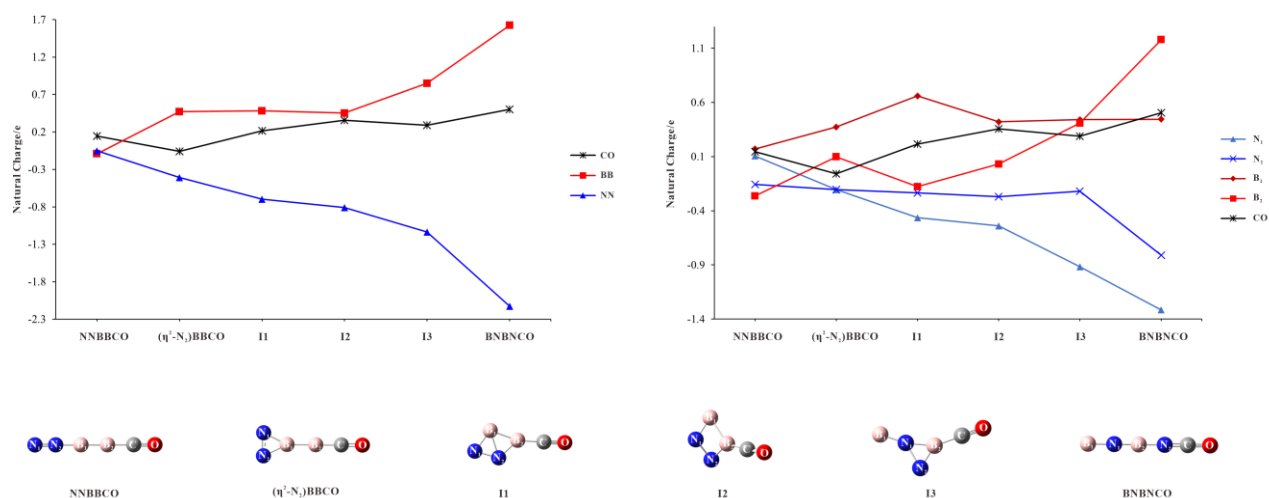 1.7
1.2
0.7
0.2
-0.3
-0.8
-1.3
-1.8
-2.3
Natural Charge/e
CO
BB
NN
NNBBCO (η²-N₂)BBCO I1 I2 I3 BNBNCO
1.1
0.6
0.1
-0.4
-0.9
-1.4
Natural Charge/e
N₁
N₂
B₁
B₂
CO
NNBBCO (η²-N₂)BBCO I1 I2 I3 BNBNCO
C O
C O
C O
C O
C O
C O
NNBBCO (η²-N₂)BBCO I1 I2 I3 BNBNCO